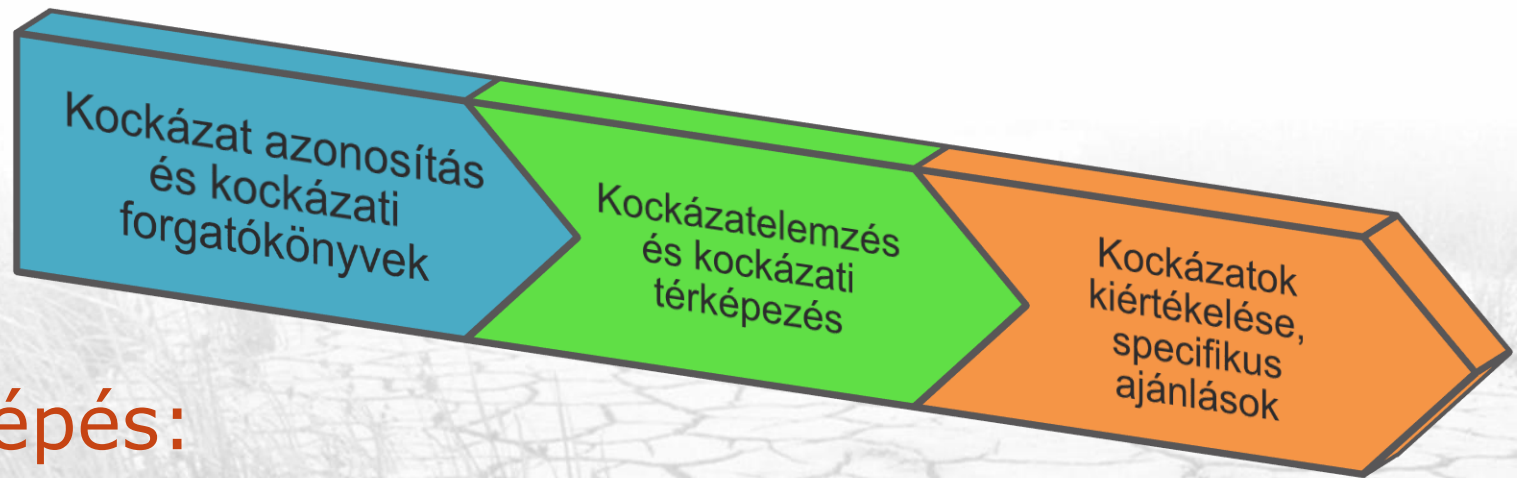 Kockázat azonosítás
és kockázati
forgatókönyvek
Kockázatelemzés
és kockázati
térképezés
Kockázatok
kiértékelése,
specifikus
ajánlások
épés: